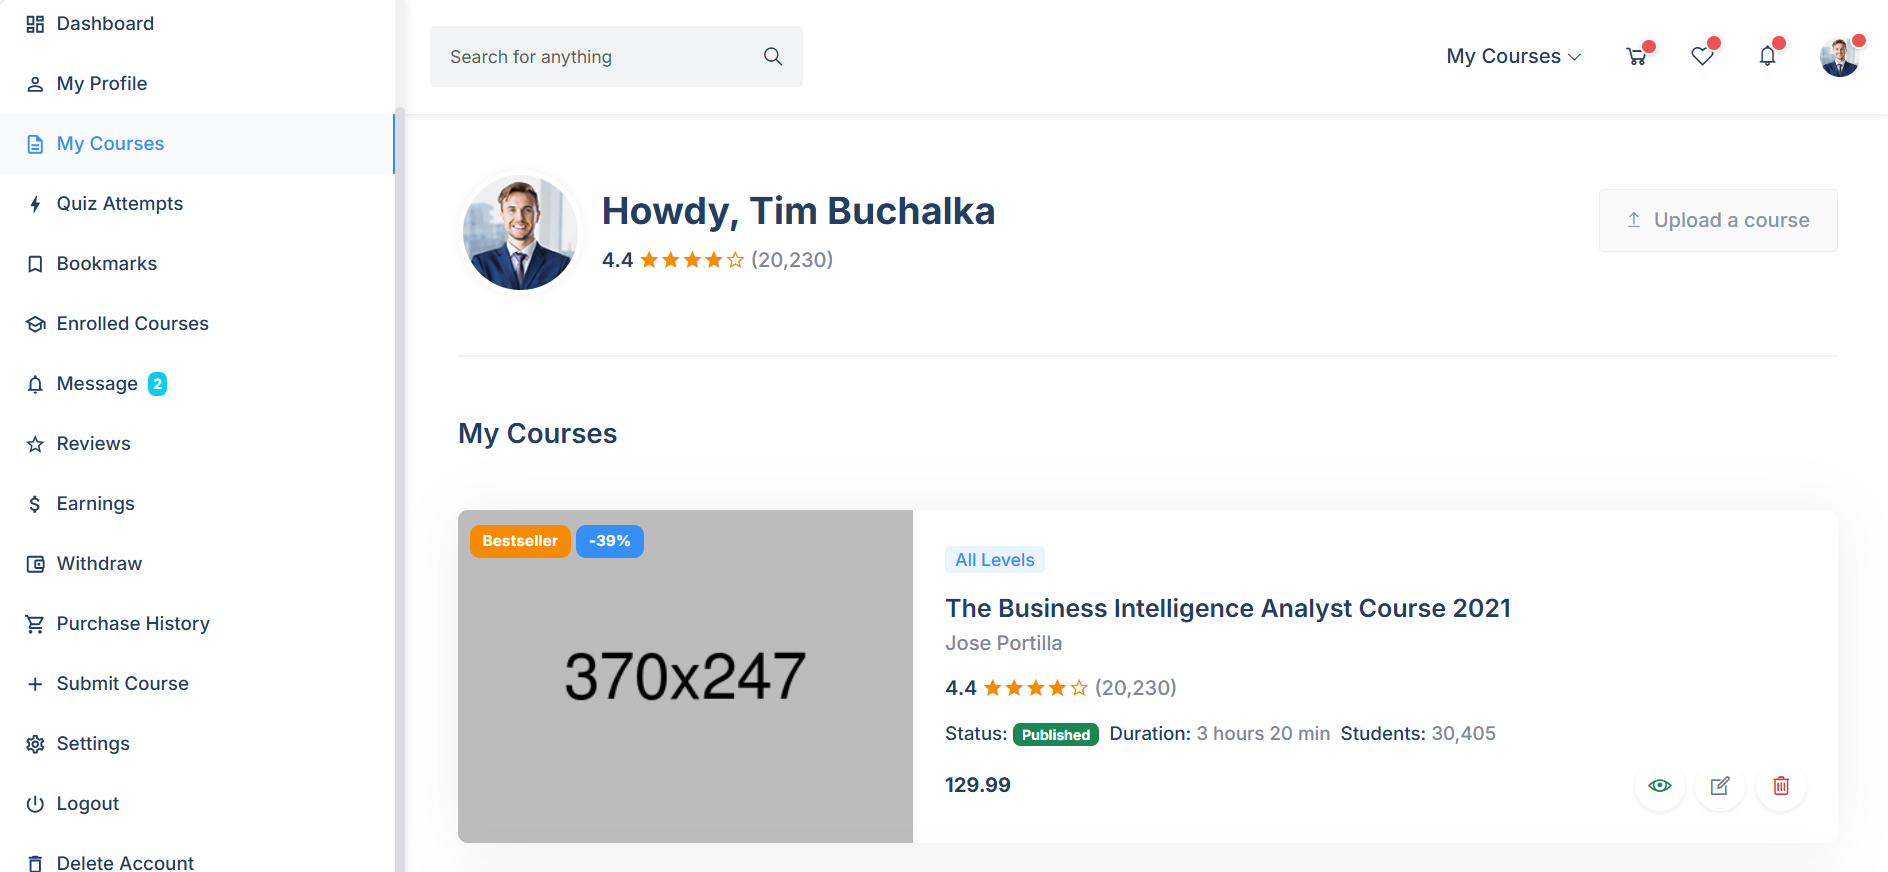 Dashboard
My Profile
My Courses
Quiz Attempts
Bookmarks
Enrolled Courses
Message 2
Reviews
Earnings
Withdraw
Purchase History
Submit Course
Settings
Logout
Delete Account
Search for anything
My Courses
Howdy, Tim Buchalka
4.4 (20,230)
Upload a course
My Courses
Bestseller -39%
370x247
All Levels
The Business Intelligence Analyst Course 2021
Jose Portilla
4.4 (20,230)
Status: Published Duration: 3 hours 20 min Students: 30,405
129.99